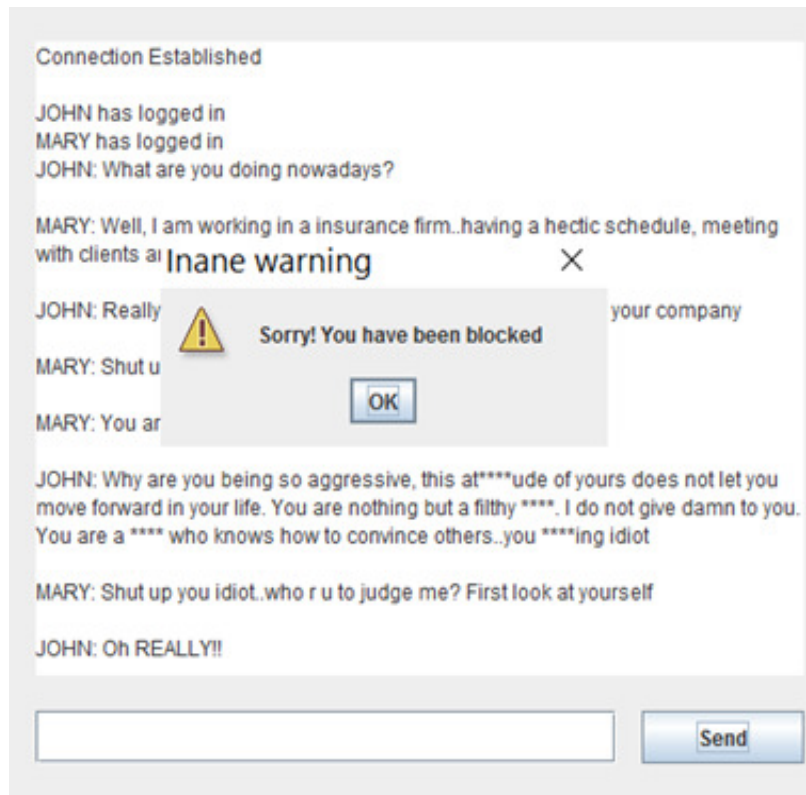 Connection Established
JOHN has logged in
MARY has logged in
JOHN: What are you doing nowadays?
MARY: Well, I am working in a insurance firm..having a hectic schedule, meeting
with clients
Inane warning
JOHN: Really
your company
Sorry! You have been blocked
MARY: Shut
OK
MARY: You
JOHN: Why are you being so aggressive, this at****ude of yours does not let you
move forward in your life. You are nothing but a filthy ****. I do not give damn to you.
You are a **** who knows how to convince others..you ****ing idiot
MARY: Shut up you idiot..who r u to judge me? First look at yourself
JOHN: Oh REALLY!!
Send